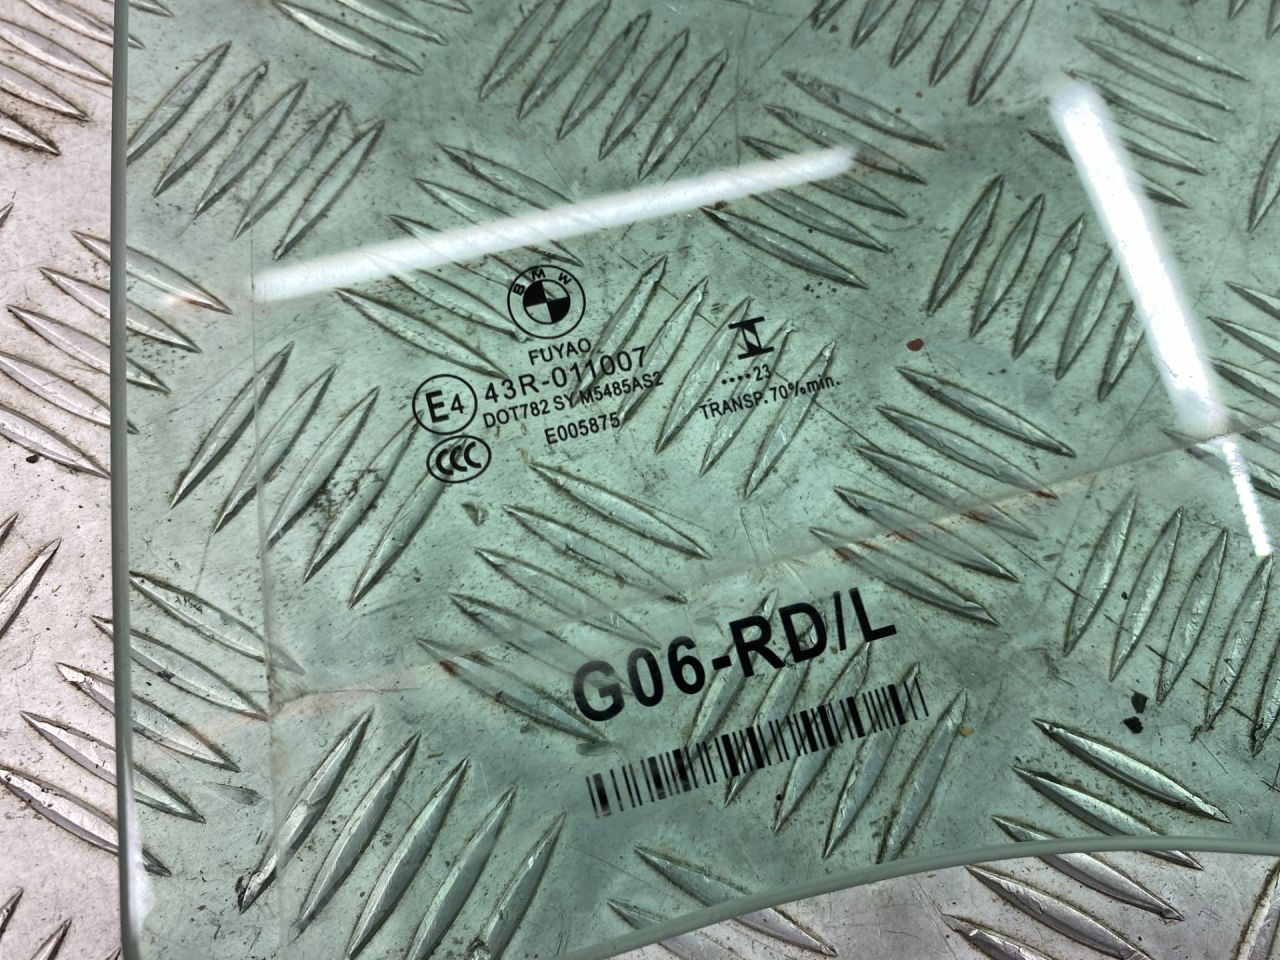 BMW
FUYAO
E4 43R-011007
DOT782 SY M5485AS2
CCC E005875
•••• 23
TRANSP.70%min.
G06-RD/L